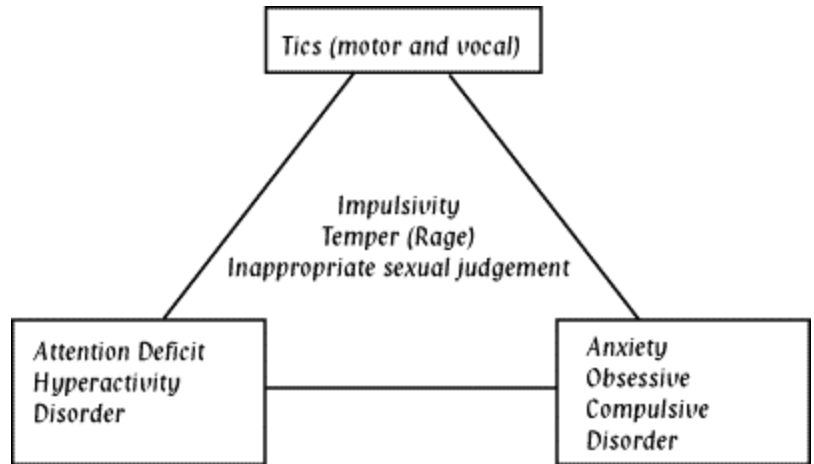 Tics (motor and vocal)
Impulsivity
Temper (Rage)
Inappropriate sexual judgement
Attention Deficit
Hyperactivity
Disorder
Anxiety
Obsessive
Compulsive
Disorder